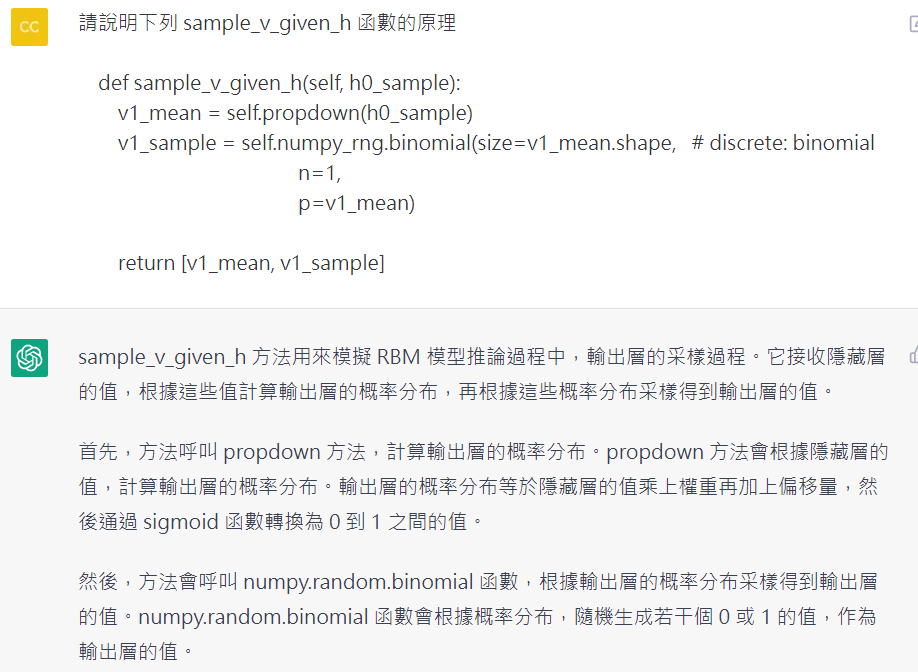 CC
請說明下列 sample_v_given_h 函數的原理
def sample_v_given_h(self, h0_sample):
v1_mean = self.propdown(h0_sample)
v1_sample = self.numpy_rng.binomial(size=v1_mean.shape,   # discrete: binomial
n=1,
p=v1_mean)
return [v1_mean, v1_sample]
sample_v_given_h 方法用來模擬 RBM 模型推論過程中，輸出層的采樣過程。它接收隱藏層
的值，根據這些值計算輸出層的概率分布，再根據這些概率分布采樣得到輸出層的值。
首先，方法呼叫 propdown 方法，計算輸出層的概率分布。propdown 方法會根據隱藏層的
值，計算輸出層的概率分布。輸出層的概率分布等於隱藏層的值乘上權重再加上偏移量，然
後通過 sigmoid 函數轉換為 0 到 1 之間的值。
然後，方法會呼叫 numpy.random.binomial 函數，根據輸出層的概率分布采樣得到輸出層
的值。numpy.random.binomial 函數會根據概率分布，隨機生成若干個 0 或 1 的值，作為
輸出層的值。